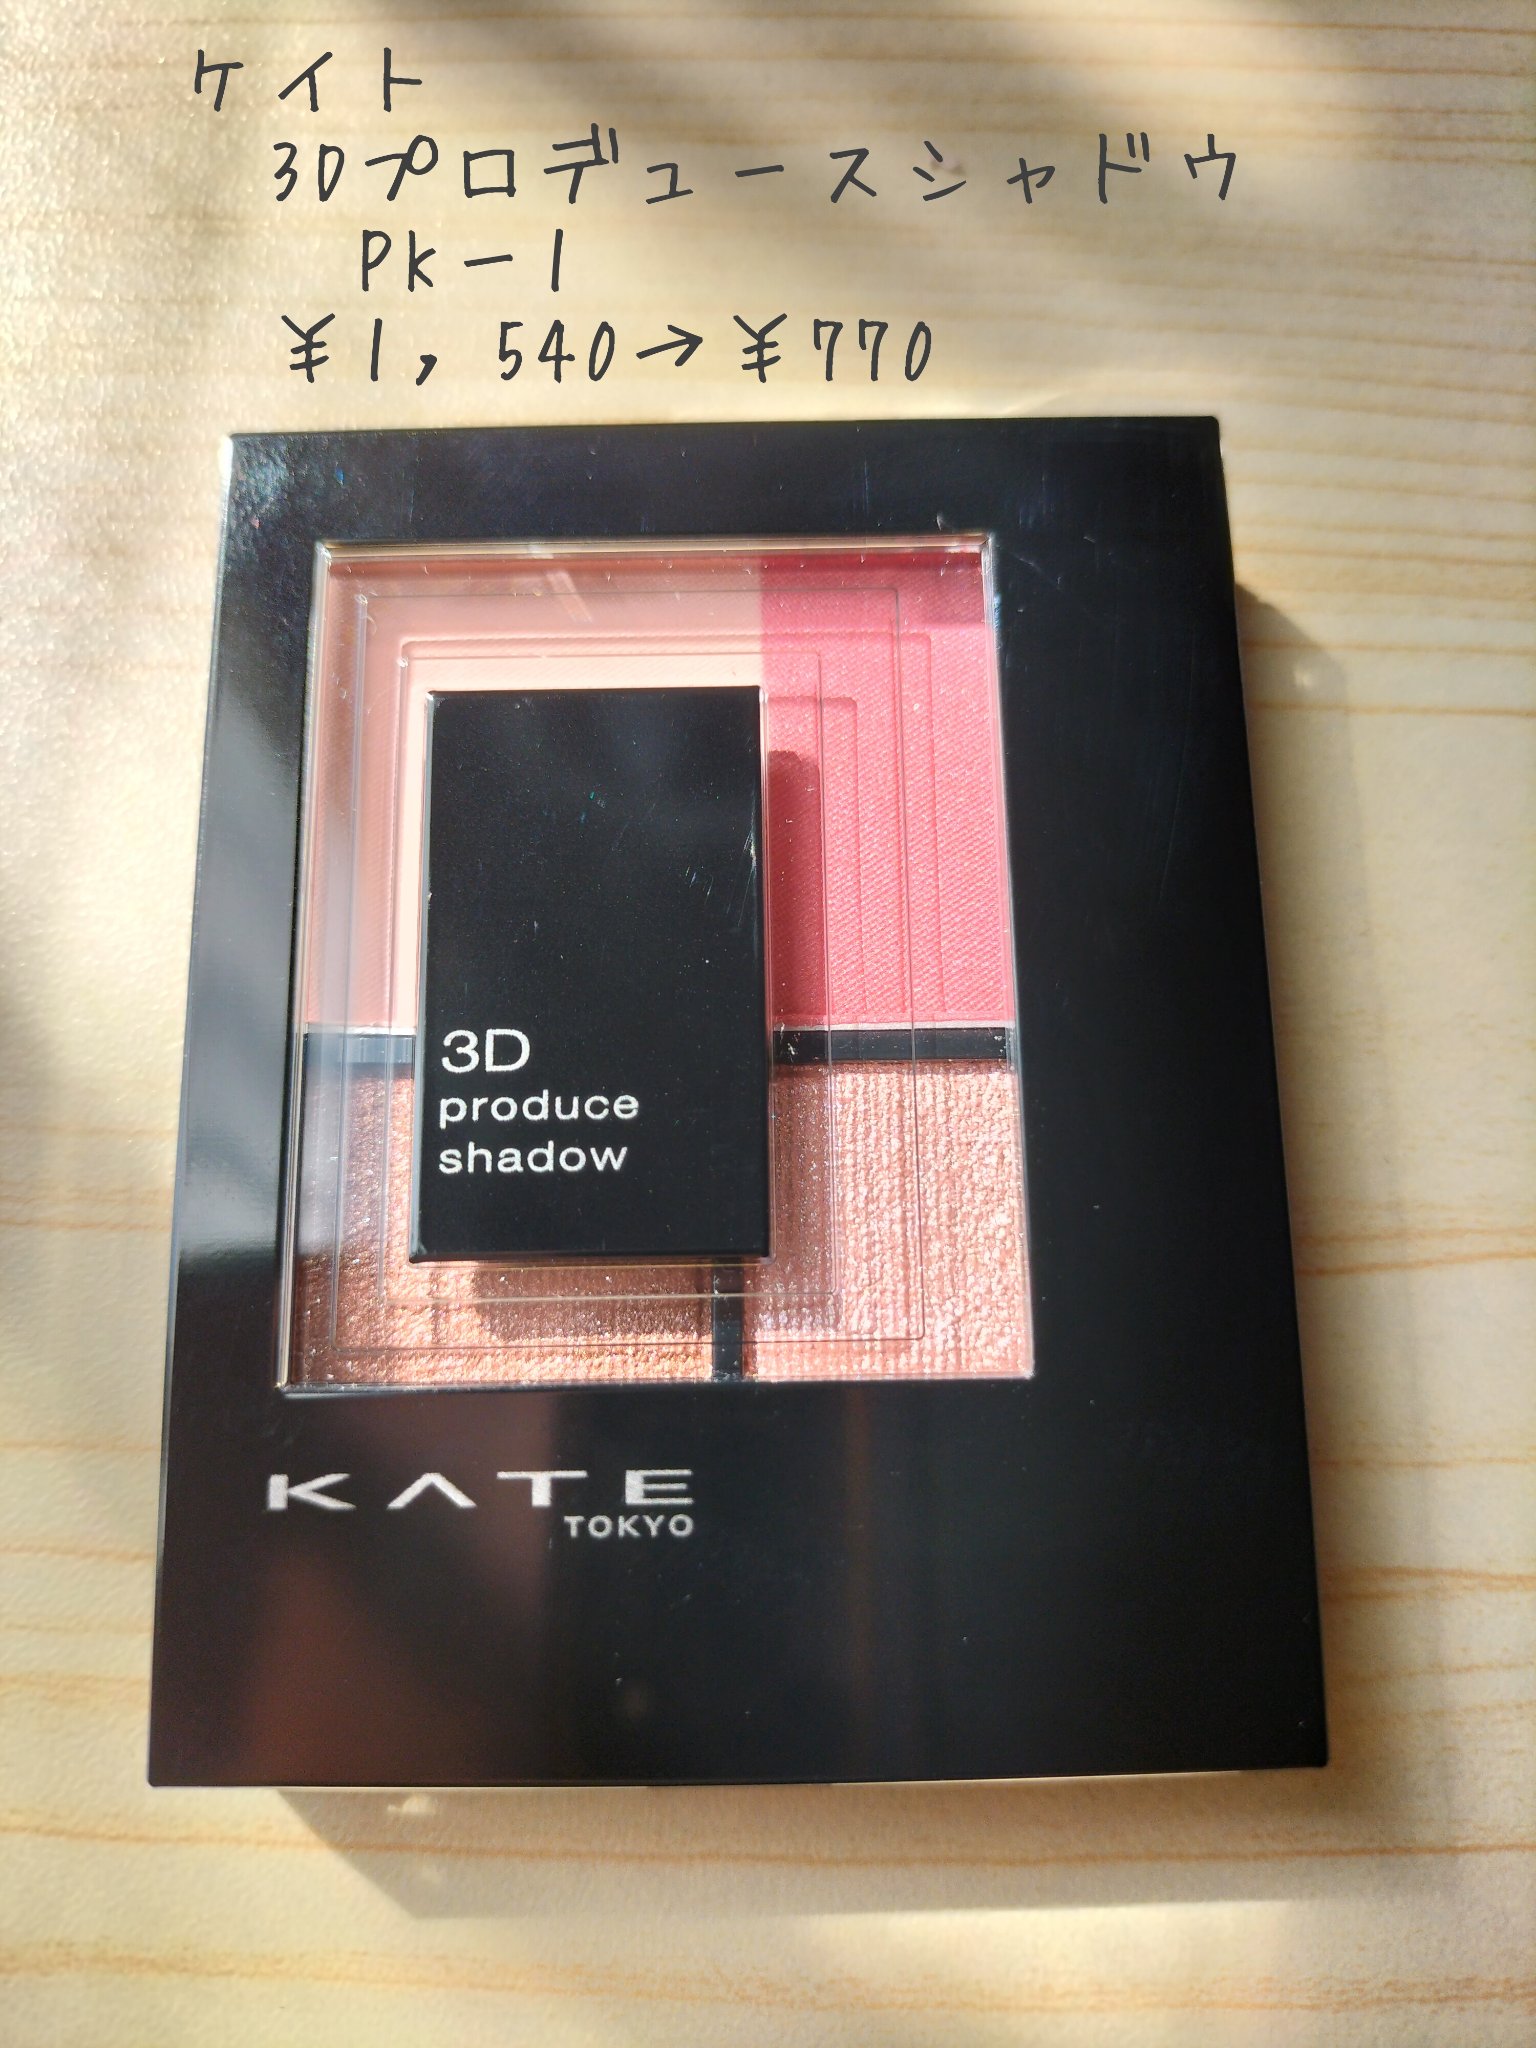 ケイト
3Dプロデュースシャドウ
PK-1
¥1,540→¥770
3D
produce
shadow
KATE
TOKYO